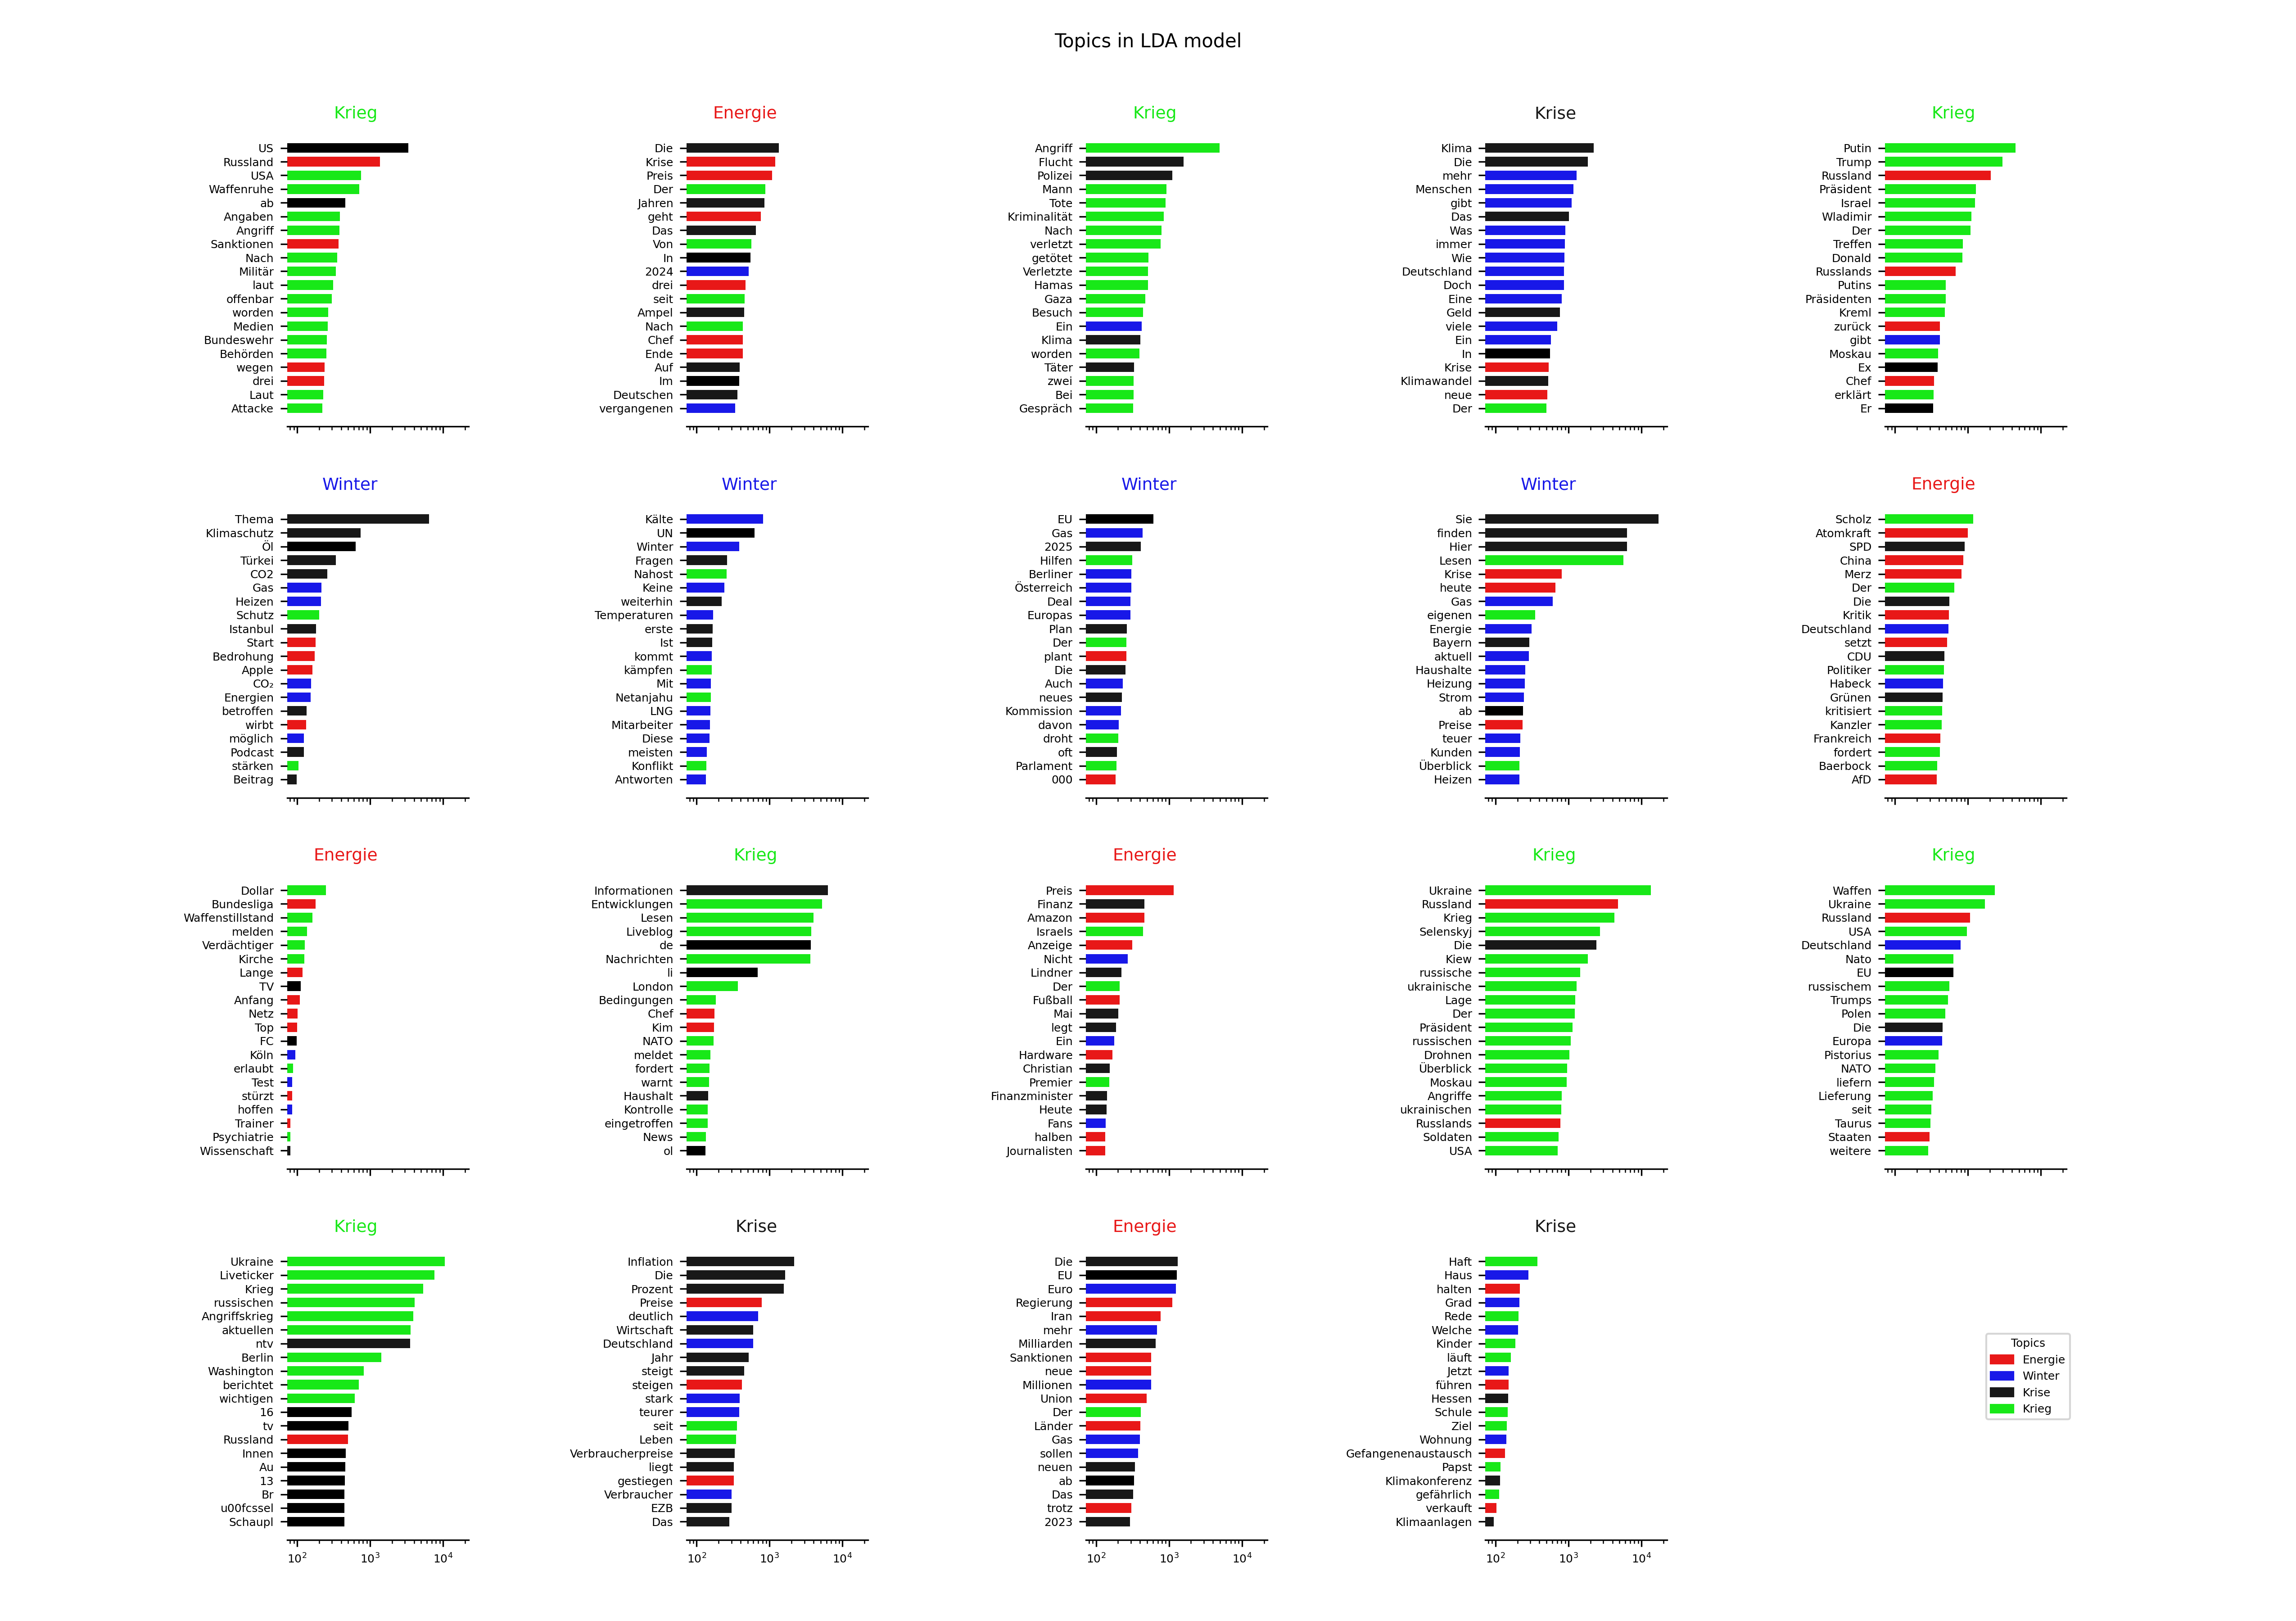 Topics in LDA model
Krieg
US
Russland
USA
Waffenruhe
ab
Angaben
Angriff
Sanktionen
Nach
Militär
laut
offenbar
worden
Medien
Bundeswehr
Behörden
wegen
drei
Laut
Attacke
Energie
Die
Krise
Preis
Der
Jahren
geht
Das
Von
In
2024
drei
seit
Ampel
Nach
Chef
Ende
Auf
Im
Deutschen
vergangenen
Krieg
Angriff
Flucht
Polizei
Mann
Tote
Kriminalität
Nach
verletzt
getötet
Verletzte
Hamas
Gaza
Besuch
Ein
Klima
worden
Täter
zwei
Bei
Gespräch
Krise
Klima
Die
mehr
Menschen
gibt
Das
Was
immer
Wie
Deutschland
Doch
Eine
Geld
viele
Ein
In
Krise
Klimawandel
neue
Der
Krieg
Putin
Trump
Russland
Präsident
Israel
Wladimir
Der
Treffen
Donald
Russlands
Putins
Präsidenten
Kreml
zurück
gibt
Moskau
Ex
Chef
erklärt
Er
Winter
Thema
Klimaschutz
Öl
Türkei
CO2
Gas
Heizen
Schutz
Istanbul
Start
Bedrohung
Apple
CO₂
Energien
betroffen
wirbt
möglich
Podcast
stärken
Beitrag
Winter
Kälte
UN
Winter
Fragen
Nahost
Keine
weiterhin
Temperaturen
erste
Ist
kommt
kämpfen
Mit
Netanjahu
LNG
Mitarbeiter
Diese
meisten
Konflikt
Antworten
Winter
EU
Gas
2025
Hilfen
Berliner
Österreich
Deal
Europas
Plan
Der
plant
Die
Auch
neues
Kommission
davon
droht
oft
Parlament
000
Winter
Sie
finden
Hier
Lesen
Krise
heute
Gas
eigenen
Energie
Bayern
aktuell
Haushalte
Heizung
Strom
ab
Preise
teuer
Kunden
Überblick
Heizen
Energie
Scholz
Atomkraft
SPD
China
Merz
Der
Die
Kritik
Deutschland
setzt
CDU
Politiker
Habeck
Grünen
kritisiert
Kanzler
Frankreich
fordert
Baerbock
AfD
Energie
Dollar
Bundesliga
Waffenstillstand
melden
Verdächtiger
Kirche
Lange
TV
Anfang
Netz
Top
FC
Köln
erlaubt
Test
stürzt
hoffen
Trainer
Psychiatrie
Wissenschaft
Krieg
Informationen
Entwicklungen
Lesen
Liveblog
de
Nachrichten
li
London
Bedingungen
Chef
Kim
NATO
meldet
fordert
warnt
Haushalt
Kontrolle
eingetroffen
News
ol
Energie
Preis
Finanz
Amazon
Israels
Anzeige
Nicht
Lindner
Der
Fußball
Mai
legt
Ein
Hardware
Christian
Premier
Finanzminister
Heute
Fans
halben
Journalisten
Krieg
Ukraine
Russland
Krieg
Selenskyj
Die
Kiew
russische
ukrainische
Lage
Der
Präsident
russischen
Drohnen
Überblick
Moskau
Angriffe
ukrainischen
Russlands
Soldaten
USA
Krieg
Waffen
Ukraine
Russland
USA
Deutschland
Nato
EU
russischem
Trumps
Polen
Die
Europa
Pistorius
NATO
liefern
Lieferung
seit
Taurus
Staaten
weitere
Krieg
Ukraine
Liveticker
Krieg
russischen
Angriffskrieg
aktuellen
ntv
Berlin
Washington
berichtet
wichtigen
16
tv
Russland
Innen
Au
13
Br
u00fcssel
Schaupl
10² 10³ 10⁴
Krise
Inflation
Die
Prozent
Preise
deutlich
Wirtschaft
Deutschland
Jahr
steigt
steigen
stark
teurer
seit
Leben
Verbraucherpreise
liegt
gestiegen
Verbraucher
EZB
Das
10² 10³ 10⁴
Energie
Die
EU
Euro
Regierung
Iran
mehr
Milliarden
Sanktionen
neue
Millionen
Union
Der
Länder
Gas
sollen
neuen
ab
Das
trotz
2023
10² 10³ 10⁴
Krise
Haft
Haus
halten
Grad
Rede
Welche
Kinder
läuft
Jetzt
führen
Hessen
Schule
Ziel
Wohnung
Gefangenenaustausch
Papst
Klimakonferenz
gefährlich
verkauft
Klimaanlagen
10² 10³ 10⁴
Topics
Energie
Winter
Krise
Krieg